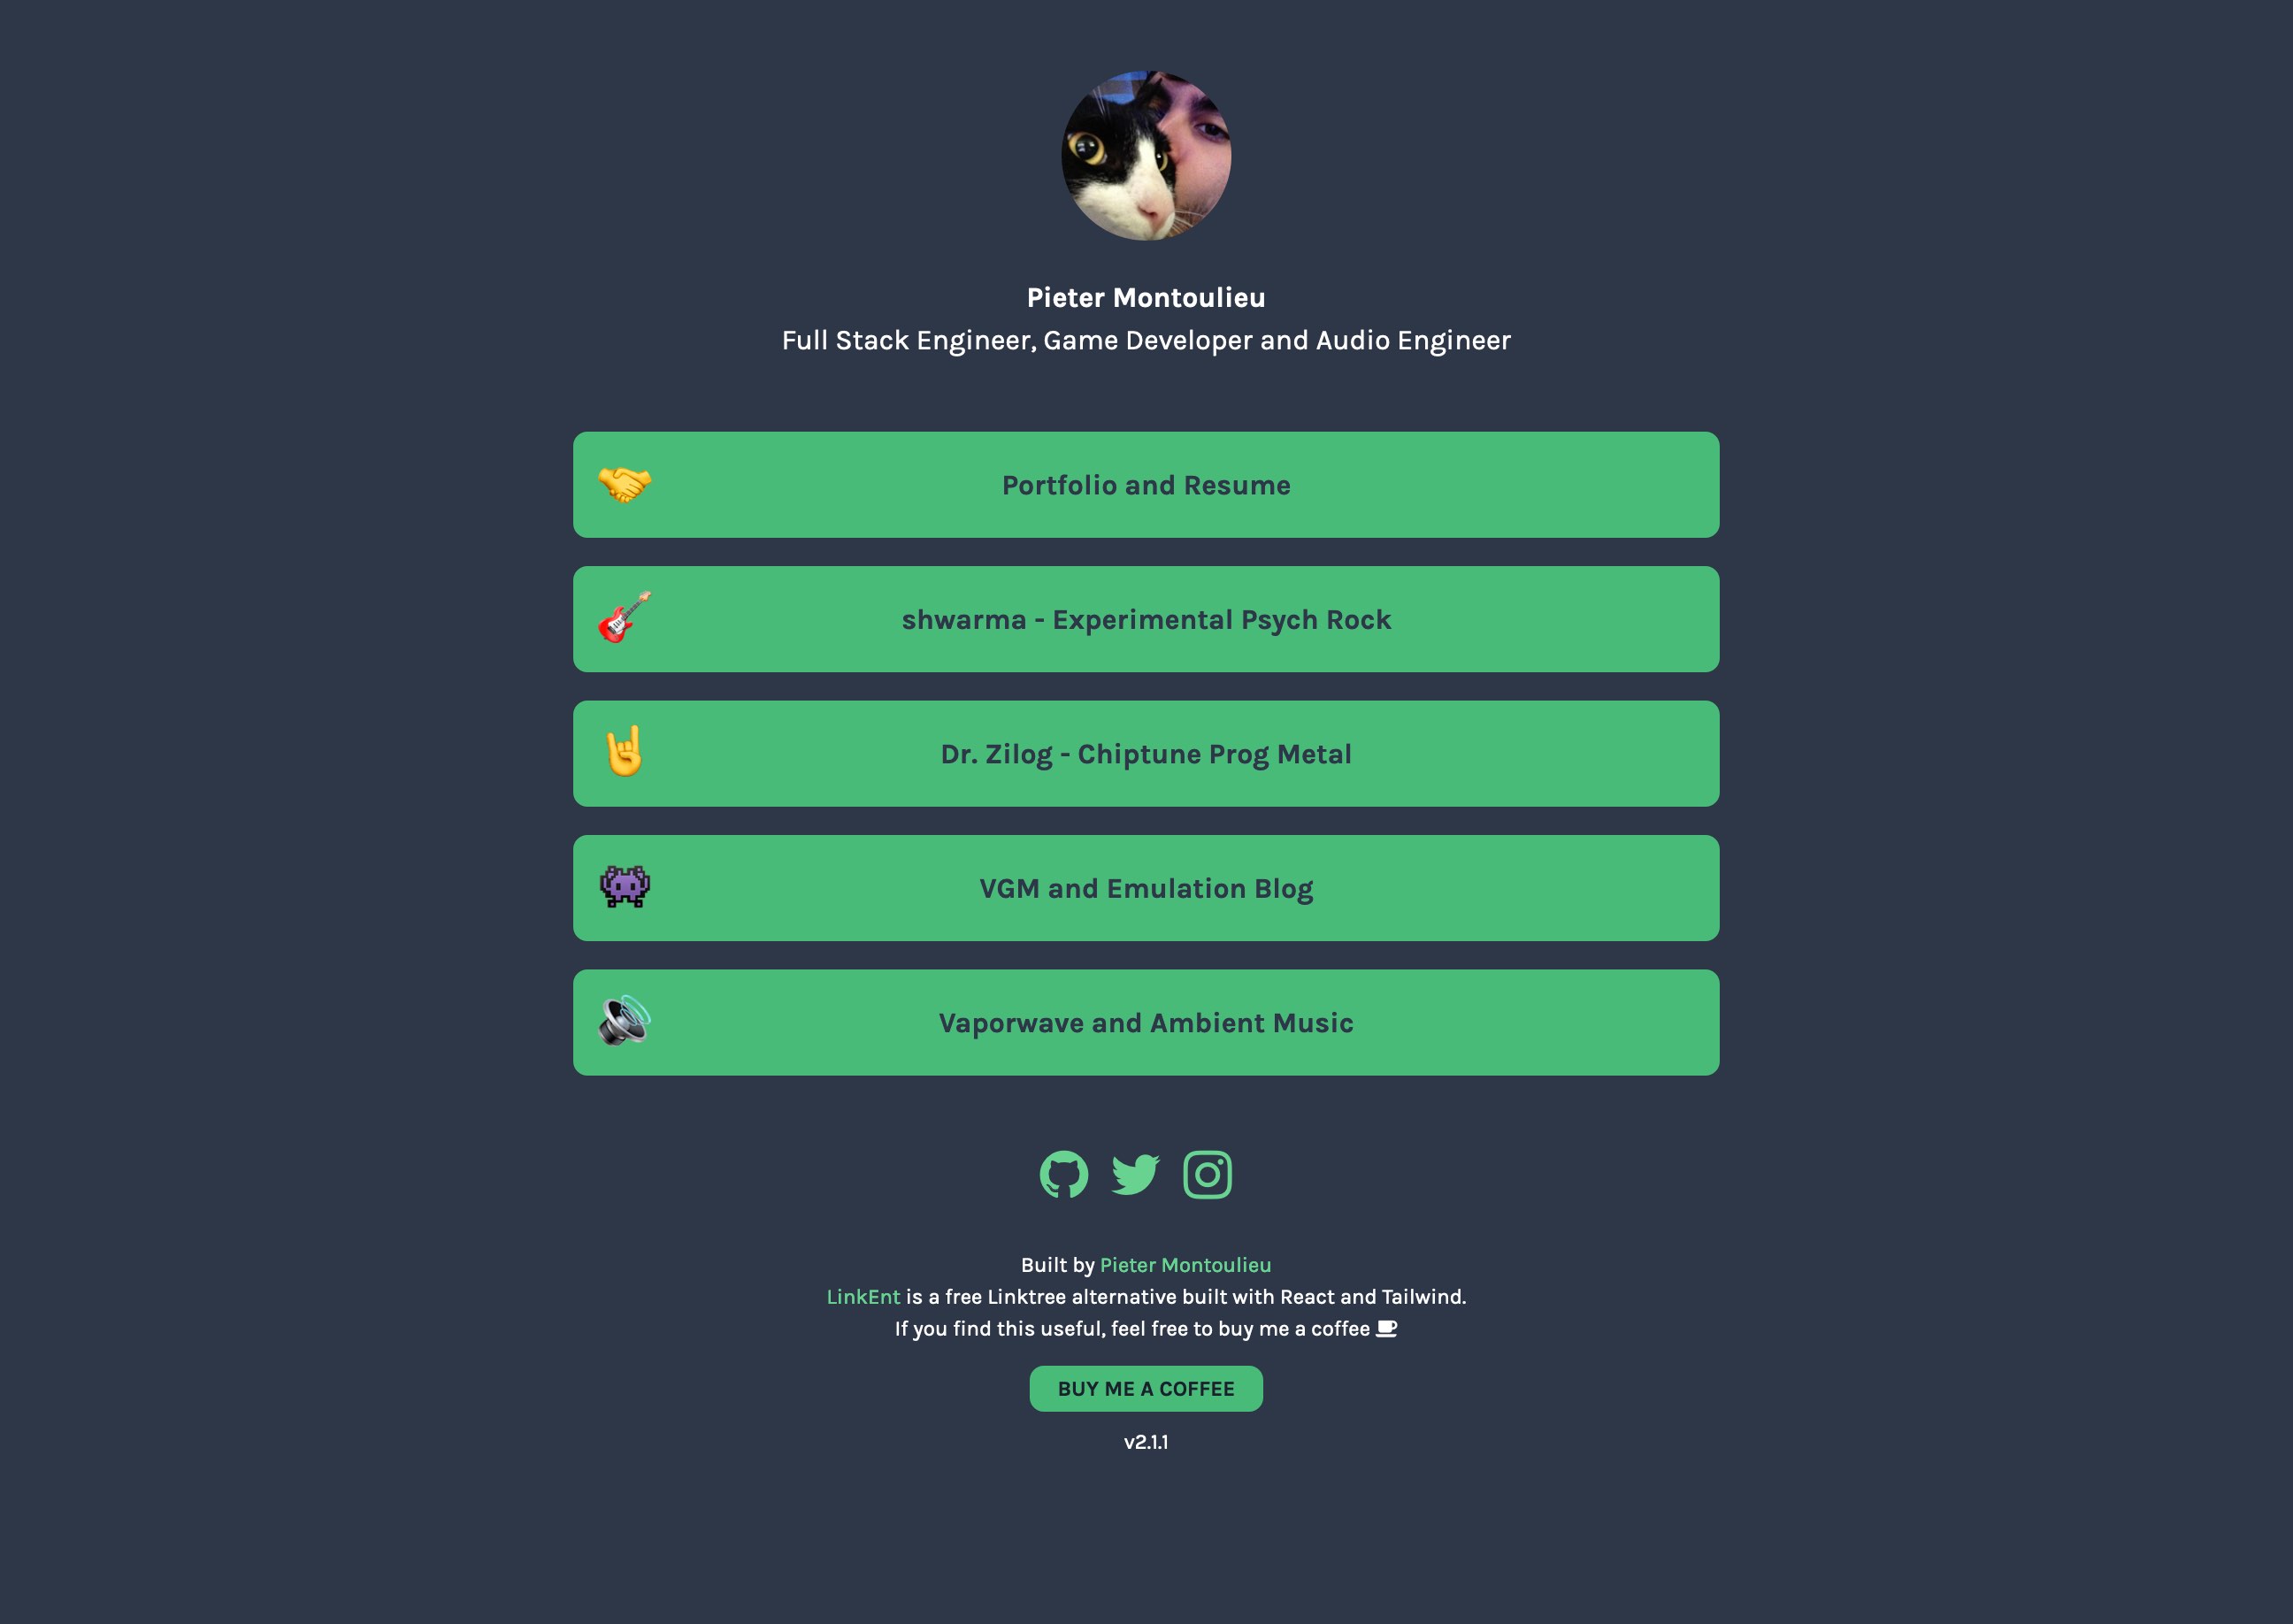 Pieter Montoulieu
Full Stack Engineer, Game Developer and Audio Engineer
Portfolio and Resume
shwarma - Experimental Psych Rock
Dr. Zilog - Chiptune Prog Metal
VGM and Emulation Blog
Vaporwave and Ambient Music
Built by Pieter Montoulieu
LinkEnt is a free Linktree alternative built with React and Tailwind.
If you find this useful, feel free to buy me a coffee
BUY ME A COFFEE
v2.1.1